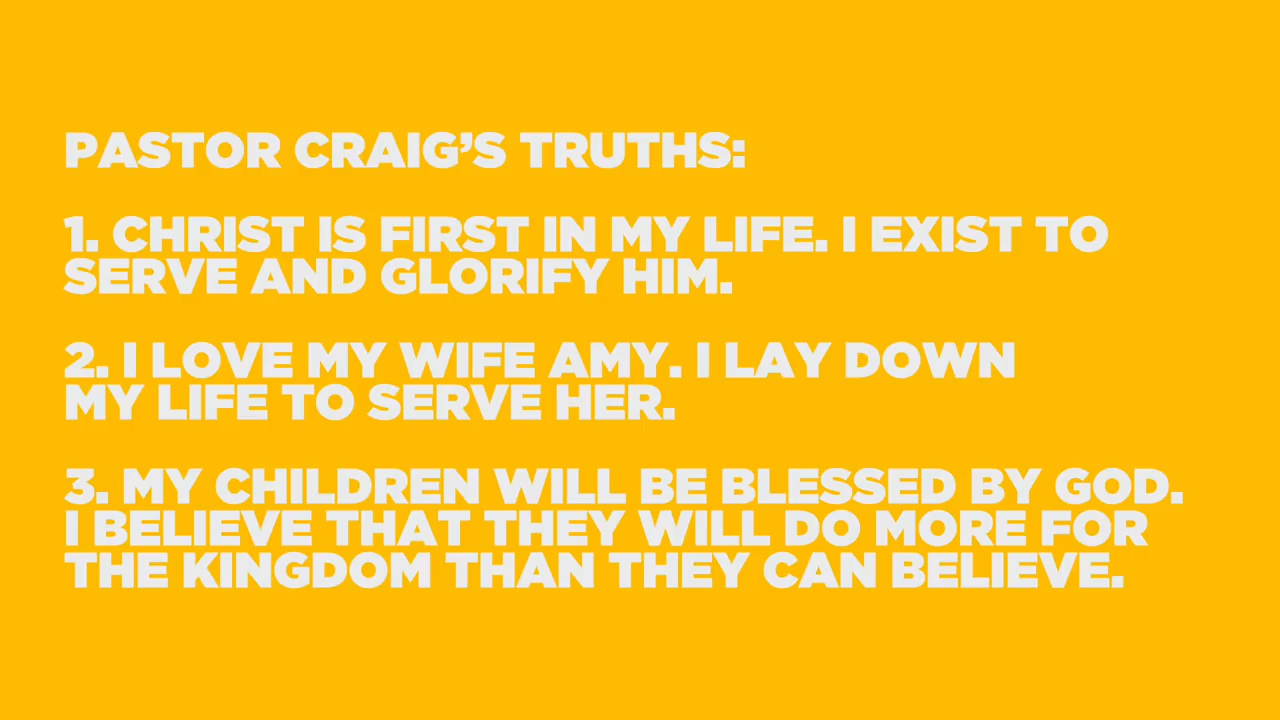 PASTOR CRAIG’S TRUTHS:
1. CHRIST IS FIRST IN MY LIFE. I EXIST TO
SERVE AND GLORIFY HIM.
2. I LOVE MY WIFE AMY. I LAY DOWN
MY LIFE TO SERVE HER.
3. MY CHILDREN WILL BE BLESSED BY GOD.
I BELIEVE THAT THEY WILL DO MORE FOR
THE KINGDOM THAN THEY CAN BELIEVE.